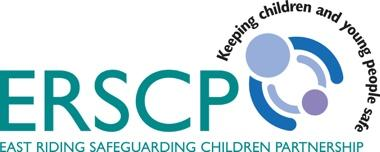 Keeping children and young people safe
ERSCP
EAST RIDING SAFEGUARDING CHILDREN PARTNERSHIP